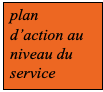 plan
d’action au
niveau du
service